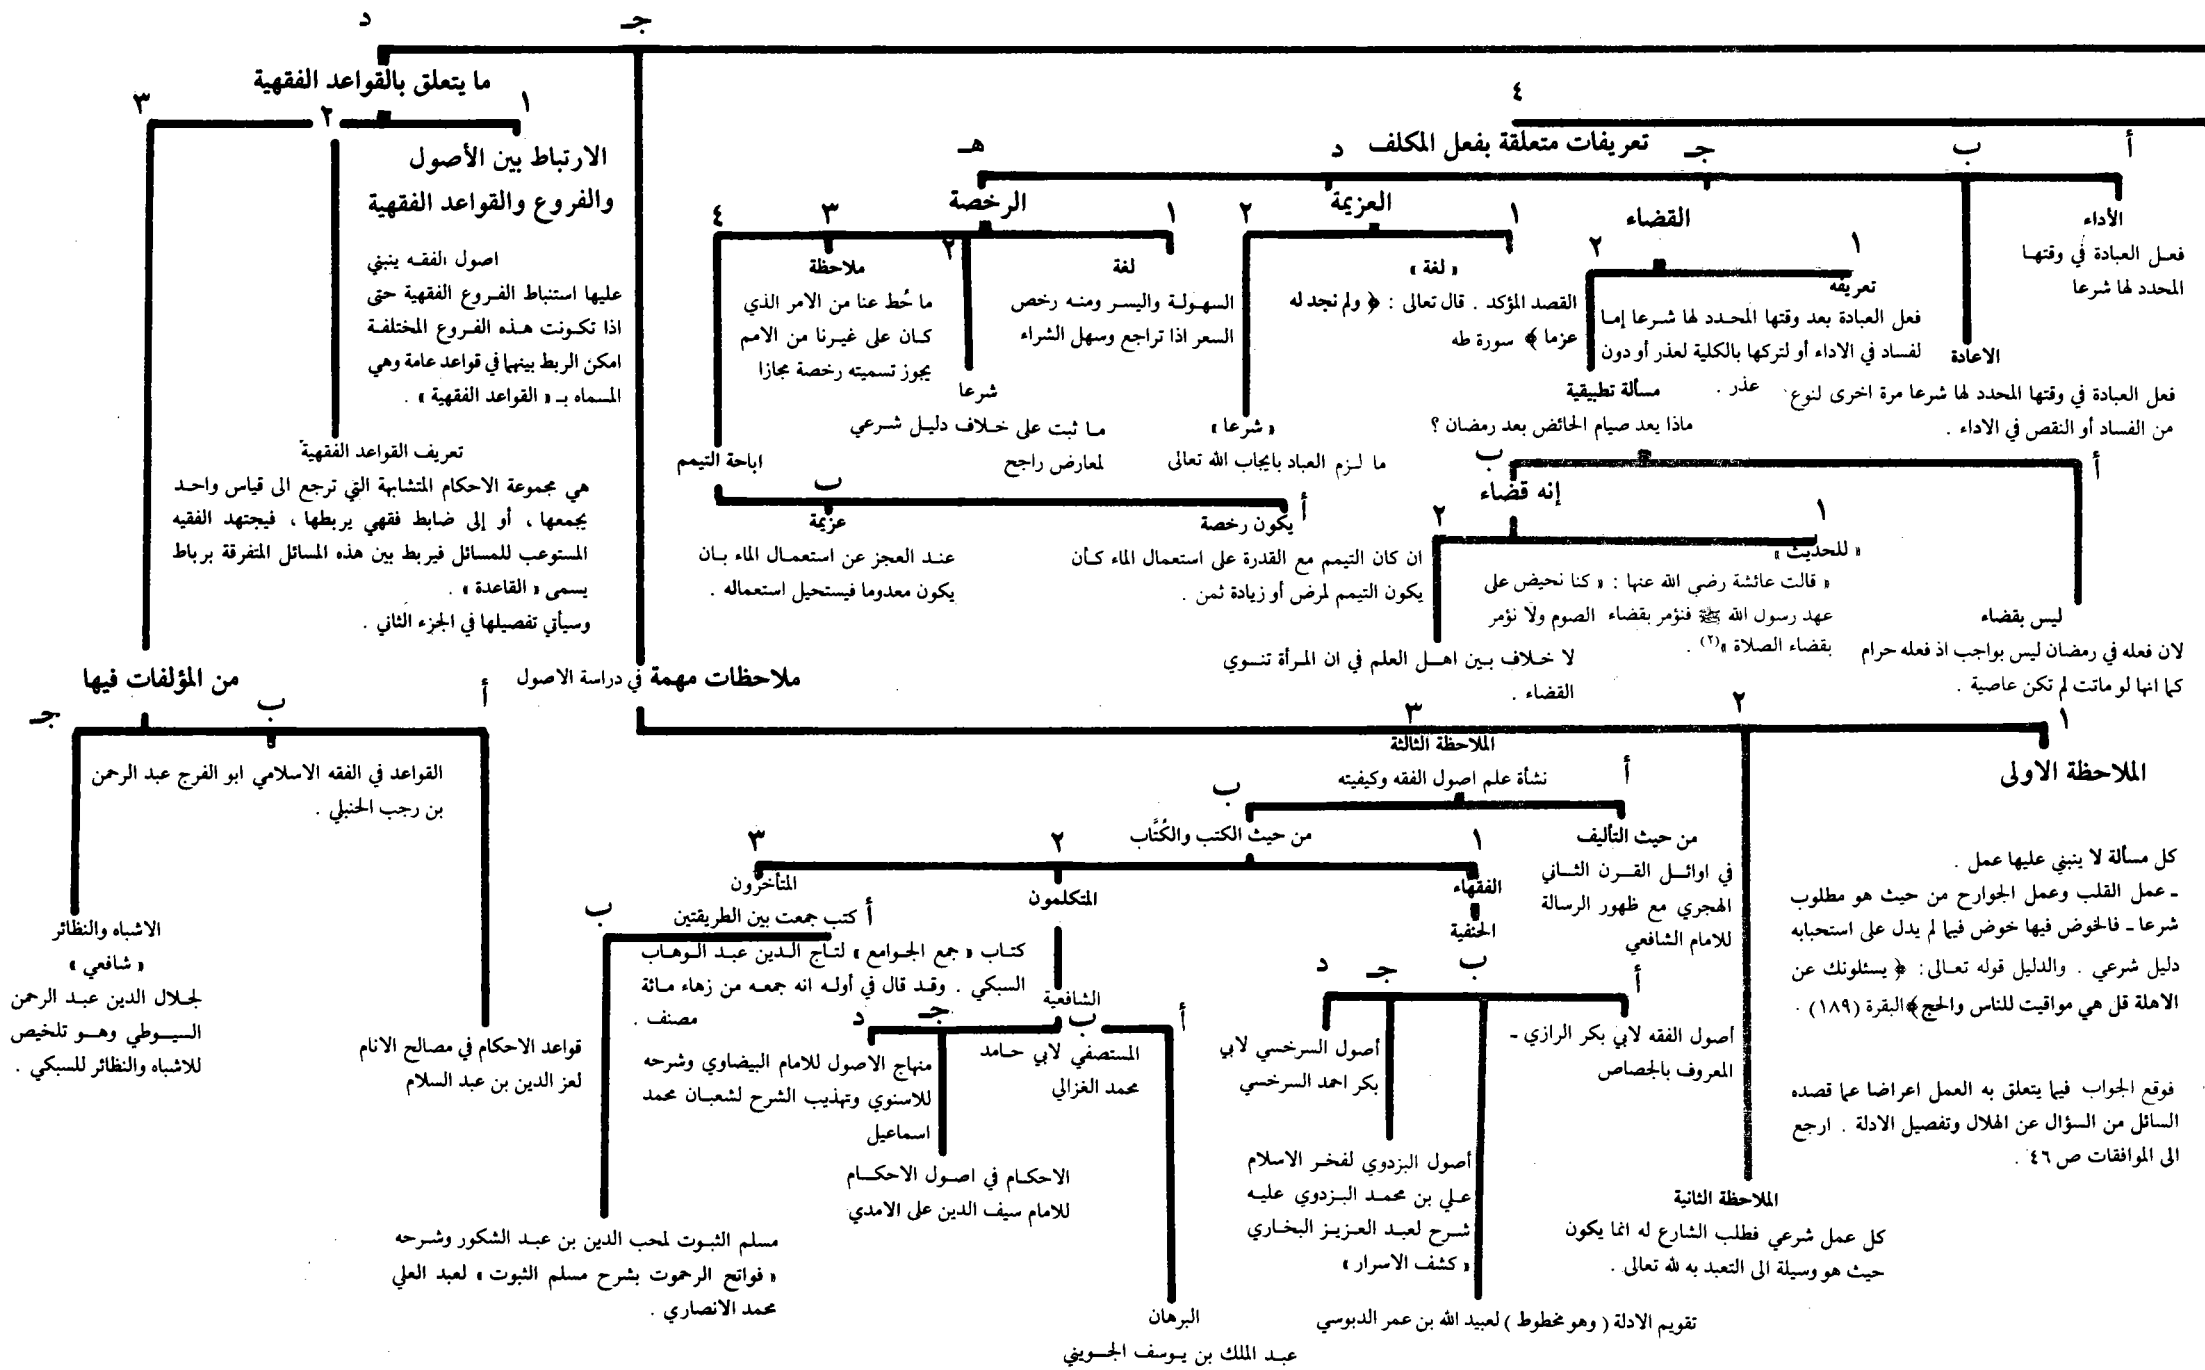 جـ
د
٤
تعريفات متعلقة بفعل المكلف
أ
ب
جـ
د
هـ
الأداء
فعل العبادة في وقتها
المحدد لها شرعا
الاعادة
فعل العبادة في وقتها المحدد لها شرعا مرة اخرى لنوع
من الفساد أو النقص في الاداء .
القضاء
١
٢
تعريفه
فعل العبادة بعد وقتها المحدد لها شرعا إما
لفساد في الاداء أو لتركها بالكلية لعذر أو دون
عذر .
مسألة تطبيقية
ماذا يعد صيام الحائض بعد رمضان ؟
أ
ب
ليس بقضاء
لان فعله في رمضان ليس بواجب اذ فعله حرام
كما انها لو ماتت لم تكن عاصية .
إنه قضاء
١
٢
« للحديث »
« قالت عائشة رضي الله عنها : « كنا نحيض على
عهد رسول الله ﷺ فنؤمر بقضاء الصوم ولا نؤمر
بقضاء الصلاة »(٢) .
لا خلاف بين اهل العلم في ان المرأة تنوي
القضاء .
العزيمة
١
٢
« لغة »
القصد المؤكد . قال تعالى : ﴿ ولم نجد له
عزما ﴾ سورة طه
« شرعا »
ما لزم العباد بايجاب الله تعالى
الرخصة
١
٢
٣
٤
لغة
السهولة واليسر ومنه رخص
السعر اذا تراجع وسهل الشراء
شرعا
ما ثبت على خلاف دليل شرعي
لمعارض راجح
ملاحظة
ما حُط عنا من الامر الذي
كان على غيرنا من الامم
يجوز تسميته رخصة مجازا
اباحة التيمم
أ
ب
يكون رخصة
ان كان التيمم مع القدرة على استعمال الماء كأن
يكون التيمم لمرض أو زيادة ثمن .
عزيمة
عند العجز عن استعمال الماء بان
يكون معدوما فيستحيل استعماله .
ملاحظات مهمة في دراسة الاصول
١
٢
٣
الملاحظة الاولى
كل مسألة لا ينبني عليها عمل .
ـ عمل القلب وعمل الجوارح من حيث هو مطلوب
شرعا ـ فالخوض فيها خوض فيما لم يدل على استحبابه
دليل شرعي . والدليل قوله تعالى : ﴿ يسئلونك عن
الاهلة قل هي مواقيت للناس والحج ﴾ البقرة (١٨٩) .
فوقع الجواب فيما يتعلق به العمل اعراضا عما قصده
السائل من السؤال عن الهلال وتفصيل الادلة . ارجع
الى الموافقات ص ٤٦ .
الملاحظة الثانية
كل عمل شرعي فطلب الشارع له انما يكون
حيث هو وسيلة الى التعبد به لله تعالى .
الملاحظة الثالثة
نشأة علم اصول الفقه وكيفيته
أ
ب
من حيث التأليف
في اوائل القرن الثاني
الهجري مع ظهور الرسالة
للامام الشافعي
من حيث الكتب والكُتَّاب
١
٢
٣
الفقهاء
الحنفية
أ
ب
جـ
د
أصول الفقه لابي بكر الرازي ـ
المعروف بالجصاص
تقويم الادلة ( وهو مخطوط ) لعبيد الله بن عمر الدبوسي
أصول البزدوي لفخر الاسلام
علي بن محمد البزدوي عليه
شرح لعبد العزيز البخاري
« كشف الاسرار »
أصول السرخسي لابي
بكر احمد السرخسي
المتكلمون
الشافعية
أ
ب
جـ
د
البرهان
عبد الملك بن يوسف الجويني
المستصفي لابي حامد
محمد الغزالي
الاحكام في اصول الاحكام
للامام سيف الدين على الامدي
منهاج الاصول للامام البيضاوي وشرحه
للاسنوي وتهذيب الشرح لشعبان محمد
اسماعيل
المتأخرون
أ كتب جمعت بين الطريقتين
ب
كتاب « جمع الجوامع » لتاج الدين عبد الوهاب
السبكي . وقد قال في أوله انه جمعه من زهاء مائة
مصنف .
مسلم الثبوت لمحب الدين بن عبد الشكور وشرحه
« فواتح الرحموت بشرح مسلم الثبوت » لعبد العلي
محمد الانصاري .
ما يتعلق بالقواعد الفقهية
١
٢
٣
الارتباط بين الأصول
والفروع والقواعد الفقهية
اصول الفقه ينبني
عليها استنباط الفروع الفقهية حتى
اذا تكونت هذه الفروع المختلفة
امكن الربط بينهما في قواعد عامة وهي
المسماه بـ « القواعد الفقهية » .
تعريف القواعد الفقهية
هي مجموعة الاحكام المتشابهة التي ترجع الى قياس واحد
يجمعها ، أو إلى ضابط فقهي يربطها ، فيجتهد الفقيه
المستوعب للمسائل فيربط بين هذه المسائل المتفرقة برباط
يسمى « القاعدة » .
وسيأتي تفصيلها في الجزء الثاني .
من المؤلفات فيها
أ
ب
جـ
قواعد الاحكام في مصالح الانام
لعز الدين بن عبد السلام
القواعد في الفقه الاسلامي ابو الفرج عبد الرحمن
بن رجب الحنبلي .
الاشباه والنظائر
« شافعي »
لجلال الدين عبد الرحمن
السيوطي وهو تلخيص
للاشباه والنظائر للسبكي .